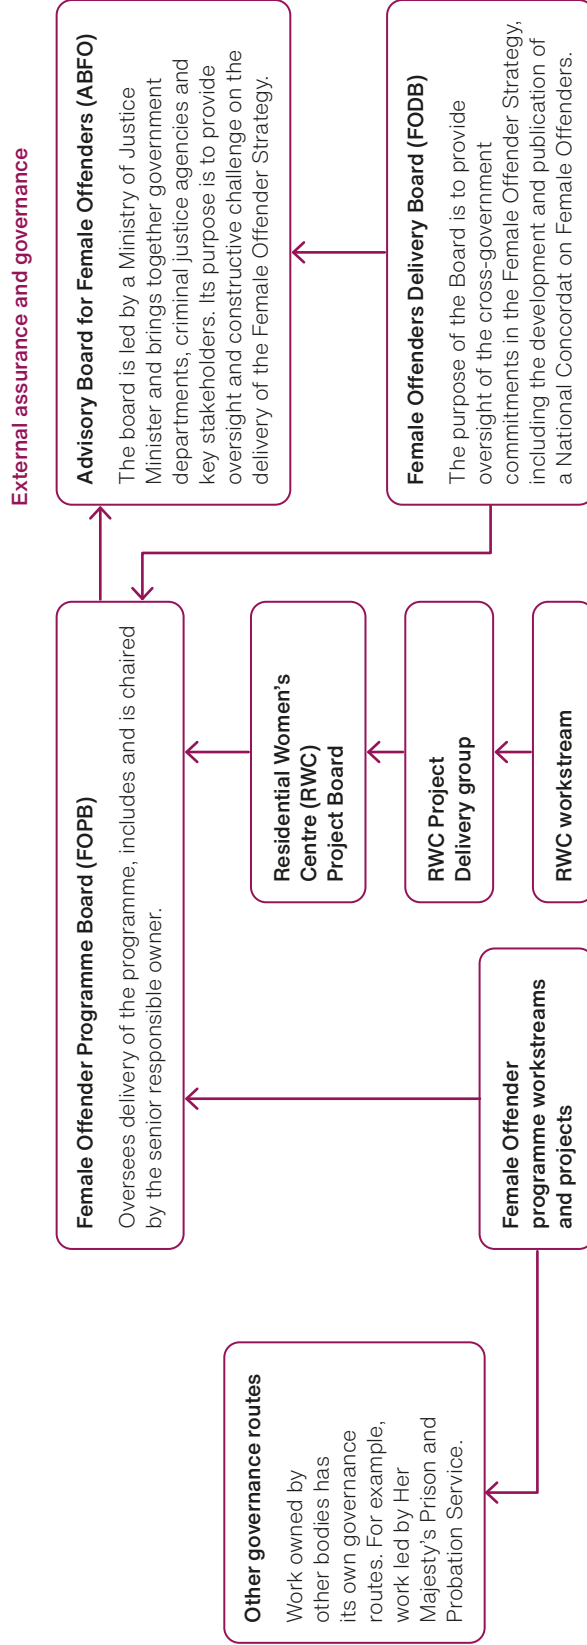 External assurance and governance
Female Offender Programme Board (FOPB)
Oversees delivery of the programme, includes and is chaired
by the senior responsible owner.
Advisory Board for Female Offenders (ABFO)
The board is led by a Ministry of Justice
Minister and brings together government
departments, criminal justice agencies and
key stakeholders. Its purpose is to provide
oversight and constructive challenge on the
delivery of the Female Offender Strategy.
Other governance routes
Work owned by
other bodies has
its own governance
routes. For example,
work led by Her
Majesty's Prison and
Probation Service.
Residential Women's
Centre (RWC)
Project Board
RWC Project
Delivery group
Female Offenders Delivery Board (FODB)
The purpose of the Board is to provide
oversight of the cross-government
commitments in the Female Offender Strategy,
including the development and publication of
a National Concordat on Female Offenders.
Female Offender
programme workstreams
and projects
RWC workstream